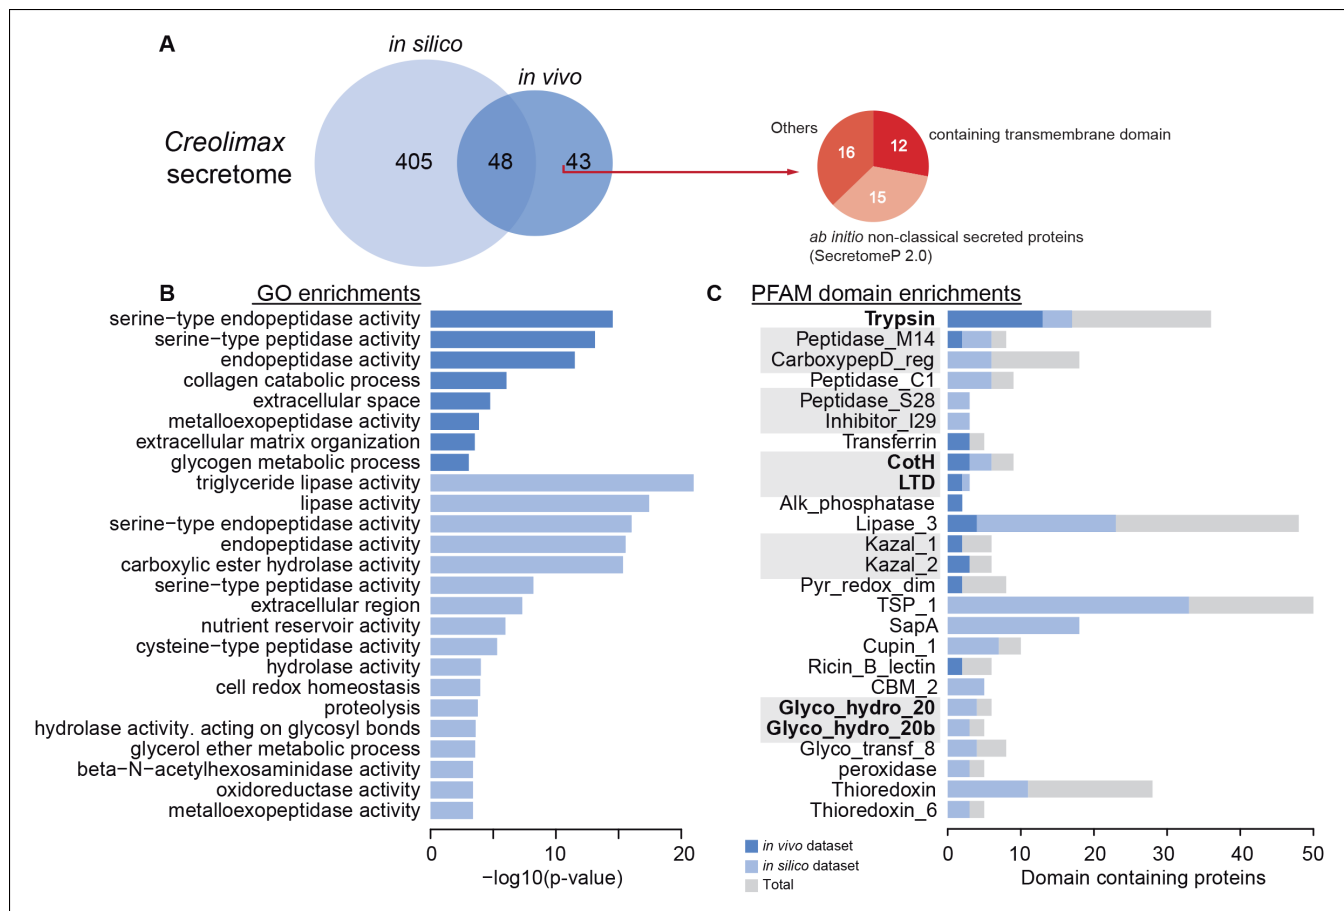 A
in silico
in vivo
Creolimax
secretome
405
48
43
Others
16
12
containing transmembrane domain
15
ab initio non-classical secreted proteins
(SecretomeP 2.0)
B
GO enrichments
serine−type endopeptidase activity
serine−type peptidase activity
endopeptidase activity
collagen catabolic process
extracellular space
metalloexopeptidase activity
extracellular matrix organization
glycogen metabolic process
triglyceride lipase activity
lipase activity
serine−type endopeptidase activity
endopeptidase activity
carboxylic ester hydrolase activity
serine−type peptidase activity
extracellular region
nutrient reservoir activity
cysteine−type peptidase activity
hydrolase activity
cell redox homeostasis
proteolysis
hydrolase activity. acting on glycosyl bonds
glycerol ether metabolic process
beta−N−acetylhexosaminidase activity
oxidoreductase activity
metalloexopeptidase activity
0 10 20
−log10(p-value)
C
PFAM domain enrichments
Trypsin
Peptidase_M14
CarboxypepD_reg
Peptidase_C1
Peptidase_S28
Inhibitor_I29
Transferrin
CotH
LTD
Alk_phosphatase
Lipase_3
Kazal_1
Kazal_2
Pyr_redox_dim
TSP_1
SapA
Cupin_1
Ricin_B_lectin
CBM_2
Glyco_hydro_20
Glyco_hydro_20b
Glyco_transf_8
peroxidase
Thioredoxin
Thioredoxin_6
in vivo dataset
in silico dataset
Total
0 10 20 30 40 50
Domain containing proteins